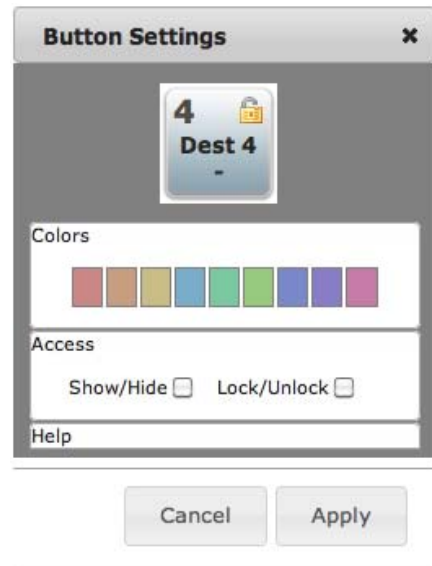 Button Settings
4
Dest 4
-
Colors
Access
Show/Hide Lock/Unlock
Help
Cancel Apply